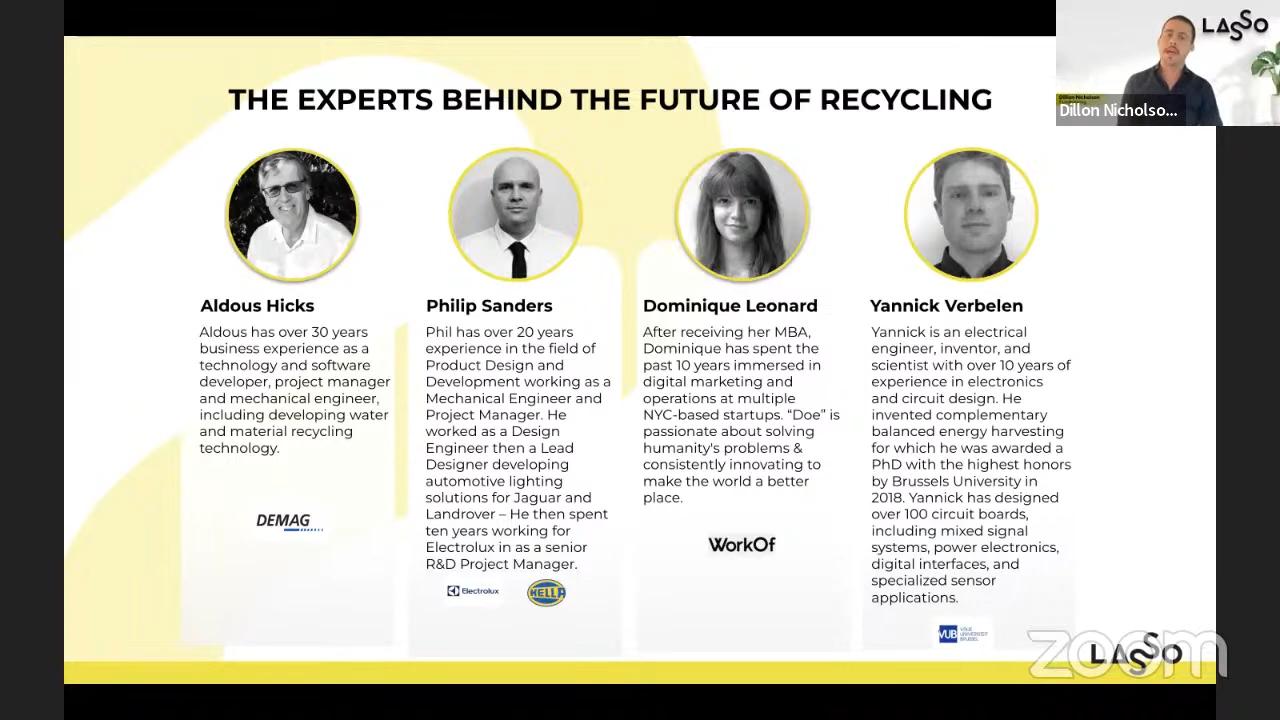 LASSO
Dillon Nicholso...
THE EXPERTS BEHIND THE FUTURE OF RECYCLING
Aldous Hicks
Aldous has over 30 years
business experience as a
technology and software
developer, project manager
and mechanical engineer,
including developing water
and material recycling
technology.
DEMAG
Philip Sanders
Phil has over 20 years
experience in the field of
Product Design and
Development working as a
Mechanical Engineer and
Project Manager. He
worked as a Design
Engineer then a Lead
Designer developing
automotive lighting
solutions for Jaguar and
Landrover – He then spent
ten years working for
Electrolux in as a senior
R&D Project Manager.
Electrolux
HELLA
Dominique Leonard
After receiving her MBA,
Dominique has spent the
past 10 years immersed in
digital marketing and
operations at multiple
NYC-based startups. “Doe” is
passionate about solving
humanity's problems &
consistently innovating to
make the world a better
place.
WorkOf
Yannick Verbelen
Yannick is an electrical
engineer, inventor, and
scientist with over 10 years of
experience in electronics
and circuit design. He
invented complementary
balanced energy harvesting
for which he was awarded a
PhD with the highest honors
by Brussels University in
2018. Yannick has designed
over 100 circuit boards,
including mixed signal
systems, power electronics,
digital interfaces, and
specialized sensor
applications.
VUB
zoom
LASSO